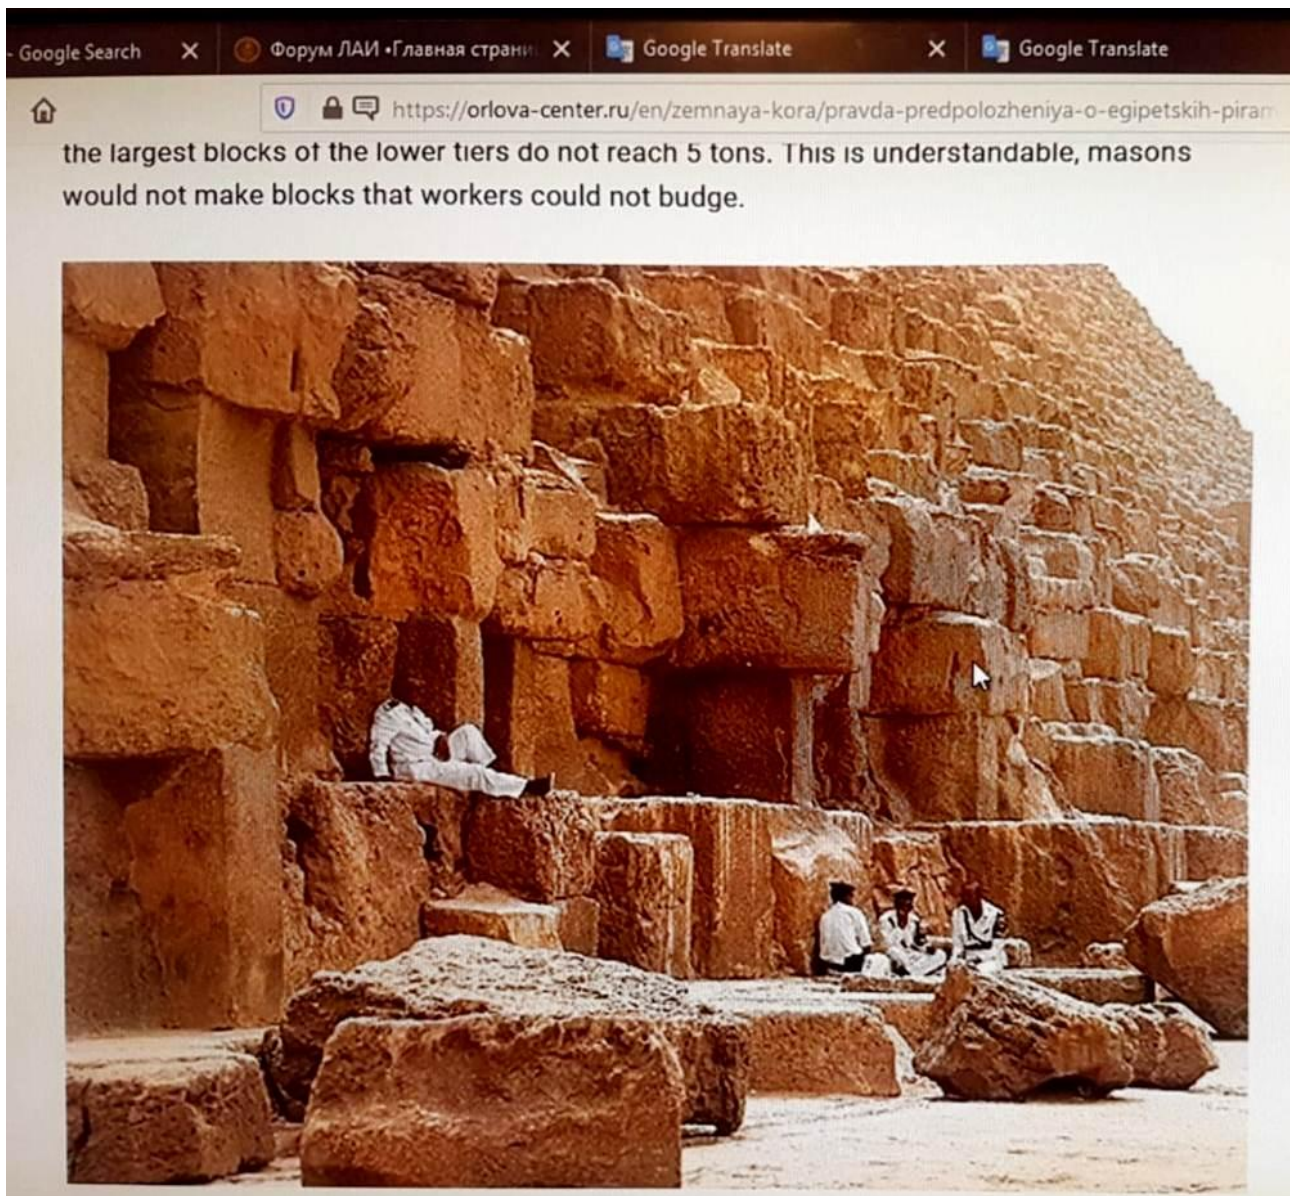 - Google Search
Форум ЛАИ •Главная страни
Google Translate
Google Translate
https://orlova-center.ru/en/zemnaya-kora/pravda-predpolozheniya-o-egipetskih-piram
the largest blocks of the lower tiers do not reach 5 tons. This is understandable, masons
would not make blocks that workers could not budge.